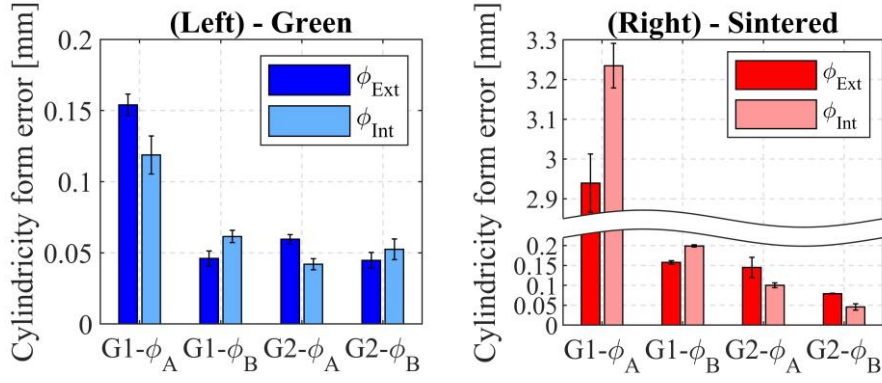 (Left) - Green
Cylindricity form error [mm]
0.2
0.15
0.1
0.05
0
ϕExt
ϕInt
G1-ϕA
G1-ϕB
G2-ϕA
G2-ϕB
(Right) - Sintered
Cylindricity form error [mm]
3.3
3.2
3.1
3
2.9
0.2
0.15
0.1
0.05
0
ϕExt
ϕInt
G1-ϕA
G1-ϕB
G2-ϕA
G2-ϕB